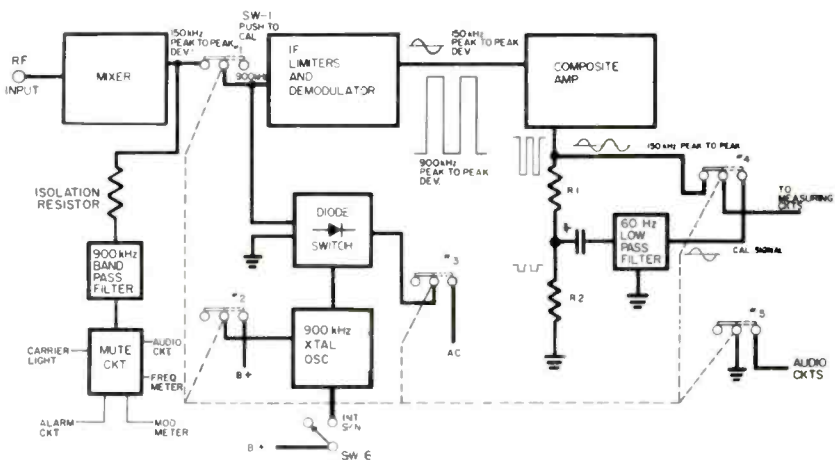 RF
INPUT
MIXER
150kHz
PEAK TO PEAK
DEV.
SW-1
PUSH TO
CAL
#1
900kHz
IF
LIMITERS
AND
DEMODULATOR
150kHz
PEAK TO PEAK
DEV.
900kHz
PEAK TO PEAK
DEV.
COMPOSITE
AMP
150kHz PEAK TO PEAK
#4
TO
MEASURING
CKTS
R1
60 Hz
LOW
PASS
FILTER
CAL SIGNAL
R2
ISOLATION
RESISTOR
900kHz
BAND
PASS
FILTER
MUTE
CKT
CARRIER
LIGHT
AUDIO
CKT
FREQ
METER
ALARM
CKT
MOD
METER
DIODE
SWITCH
#2
B+
900 kHz
XTAL
OSC
#3
AC
INT
S/N
B+
SW 6
#5
AUDIO
CKTS